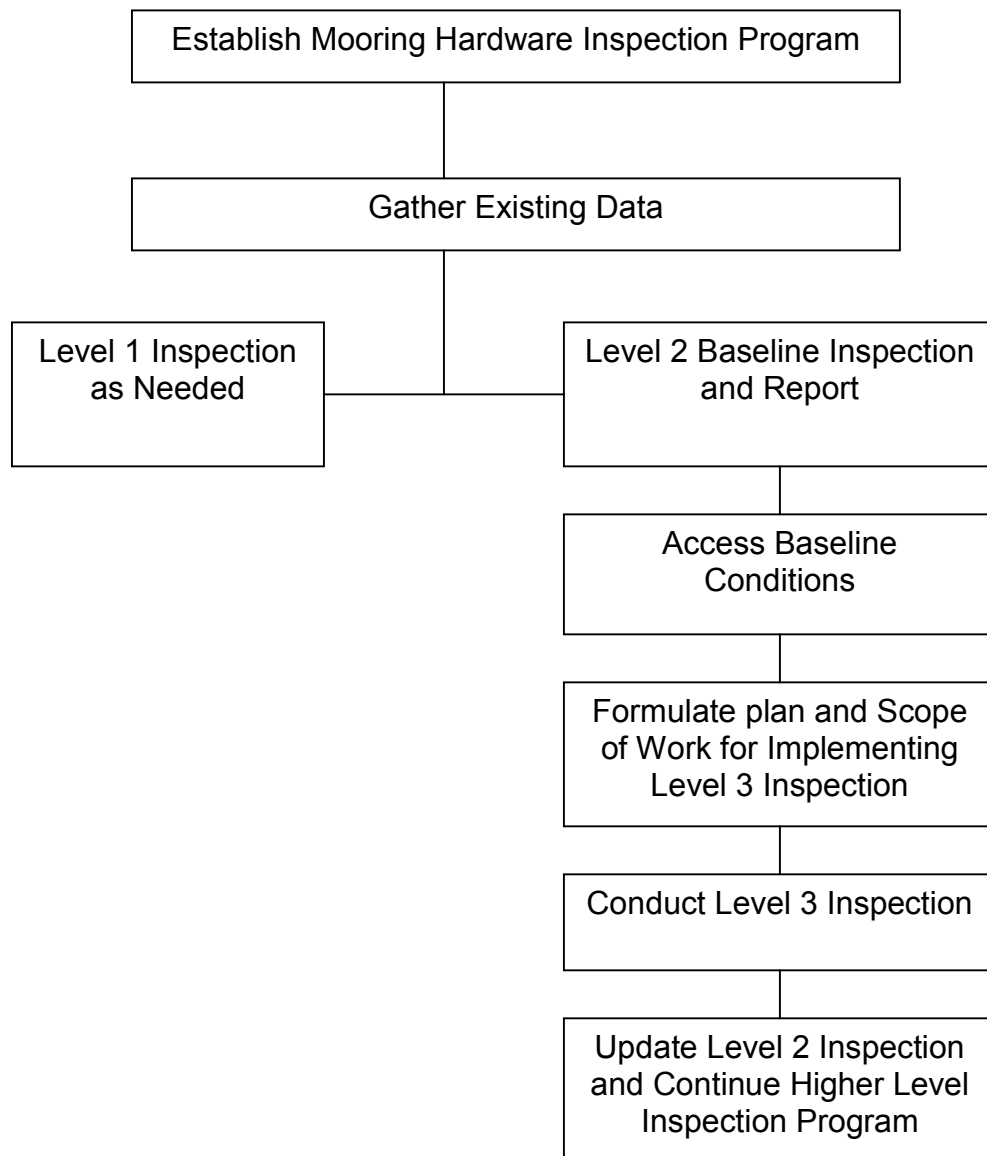 Establish Mooring Hardware Inspection Program
Gather Existing Data
Level 1 Inspection
as Needed
Level 2 Baseline Inspection
and Report
Access Baseline
Conditions
Formulate plan and Scope
of Work for Implementing
Level 3 Inspection
Conduct Level 3 Inspection
Update Level 2 Inspection
and Continue Higher Level
Inspection Program